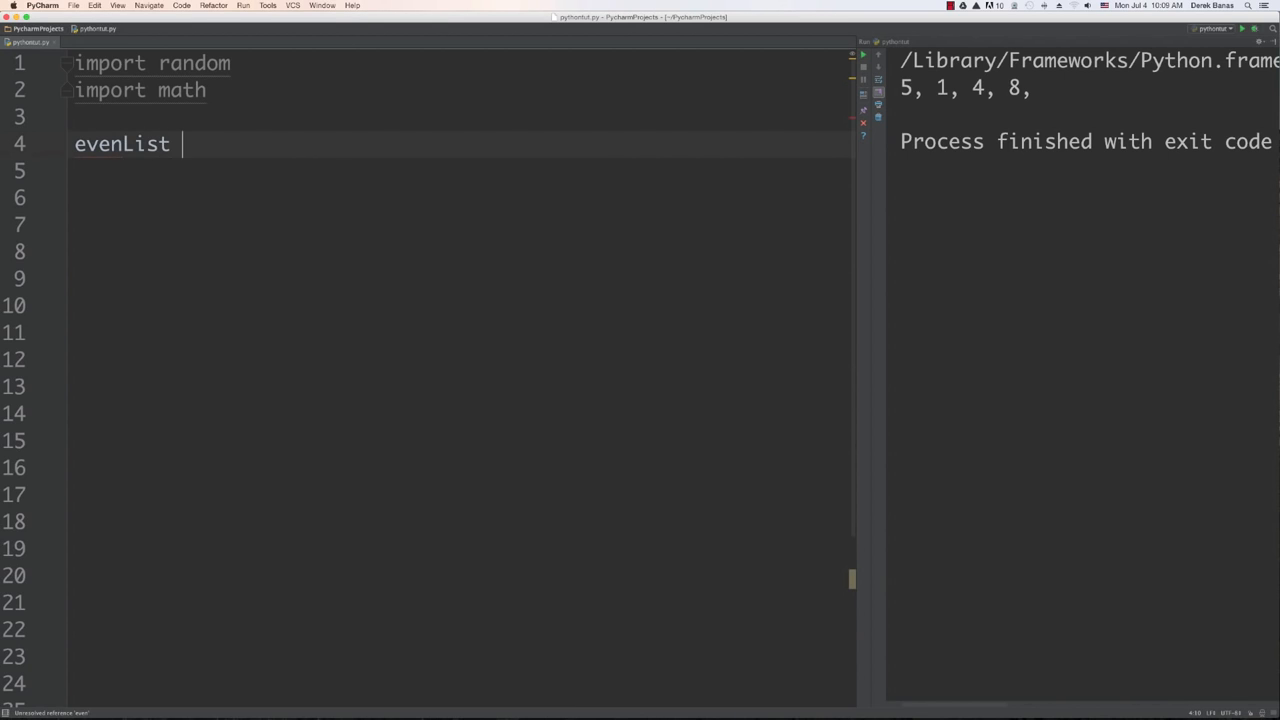 PyCharm File Edit View Navigate Code Refactor Run Tools VCS Window Help 10 Mon Jul 4 10:09 AM Derek Banas
pythontut.py - PycharmProjects - [~/PycharmProjects]
PycharmProjects pythontut.py pythontut
pythontut.py Run: pythontut
1 import random
2 import math
3
4 evenList
5
6
7
8
9
10
11
12
13
14
15
16
17
18
19
20
21
22
23
24
/Library/Frameworks/Python.frame
5, 1, 4, 8,
Process finished with exit code
Unresolved reference 'even' 4:10 LF÷ UTF-8÷